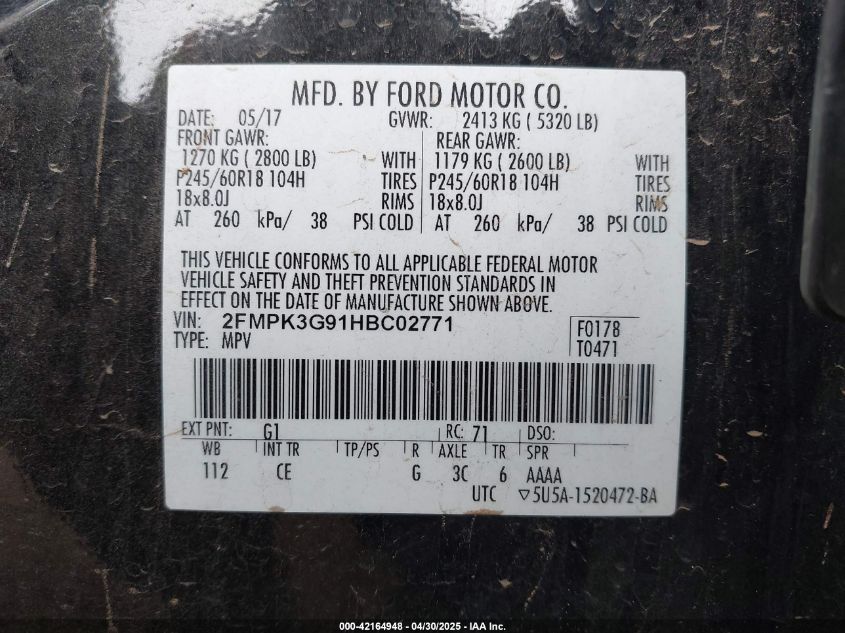 MFD. BY FORD MOTOR CO.
DATE: 05/17 GVWR: 2413 KG ( 5320 LB)
FRONT GAWR: REAR GAWR:
1270 KG ( 2800 LB) WITH 1179 KG ( 2600 LB) WITH
P245/60R18 104H TIRES P245/60R18 104H TIRES
18x8.0J RIMS 18x8.0J RIMS
AT 260 kPa/ 38 PSI COLD AT 260 kPa/ 38 PSI COLD
THIS VEHICLE CONFORMS TO ALL APPLICABLE FEDERAL MOTOR
VEHICLE SAFETY AND THEFT PREVENTION STANDARDS IN
EFFECT ON THE DATE OF MANUFACTURE SHOWN ABOVE.
VIN: 2FMPK3G91HBC02771 F0178
TYPE: MPV T0471
EXT PNT: G1 RC: 71 DSO:
WB INT TR TP/PS R AXLE TR SPR
112 CE G 3C 6 AAAA
UTC ▽5U5A-1520472-BA
000-42164948 - 04/30/2025 - IAA Inc.